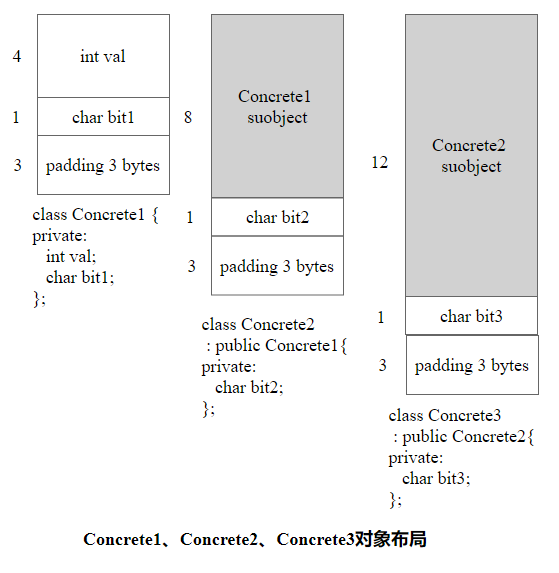 4
int val
1
char bit1
3
padding 3 bytes
class Concrete1 {
private:
int val;
char bit1;
};
8
Concrete1
suobject
1
char bit2
3
padding 3 bytes
class Concrete2
: public Concrete1{
private:
char bit2;
};
12
Concrete2
suobject
1
char bit3
3
padding 3 bytes
class Concrete3
: public Concrete2{
private:
char bit3;
};
Concrete1、Concrete2、Concrete3对象布局